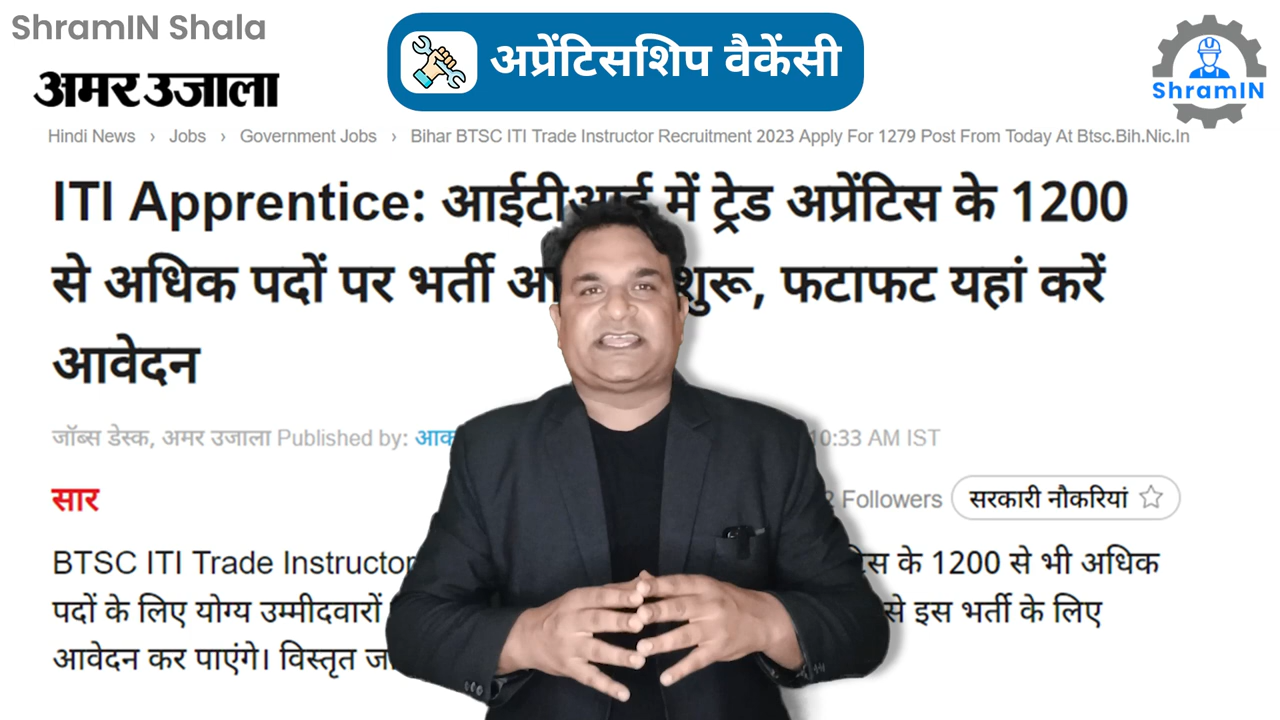 ShramIN Shala
अप्रेंटिसशिप वैकेंसी
ShramIN
अमर उजाला
Hindi News › Jobs › Government Jobs › Bihar BTSC ITI Trade Instructor Recruitment 2023 Apply For 1279 Post From Today At Btsc.Bih.Nic.In
ITI Apprentice: आईटीआई में ट्रेड अप्रेंटिस के 1200
से अधिक पदों पर भर्ती शुरू, फटाफट यहां करें
आवेदन
जॉब्स डेस्क, अमर उजाला Published by: 10:33 AM IST
सार Followers सरकारी नौकरियां
BTSC ITI Trade Instructor के 1200 से भी अधिक
पदों के लिए योग्य उम्मीदवारों से इस भर्ती के लिए
आवेदन कर पाएंगे। विस्तृत